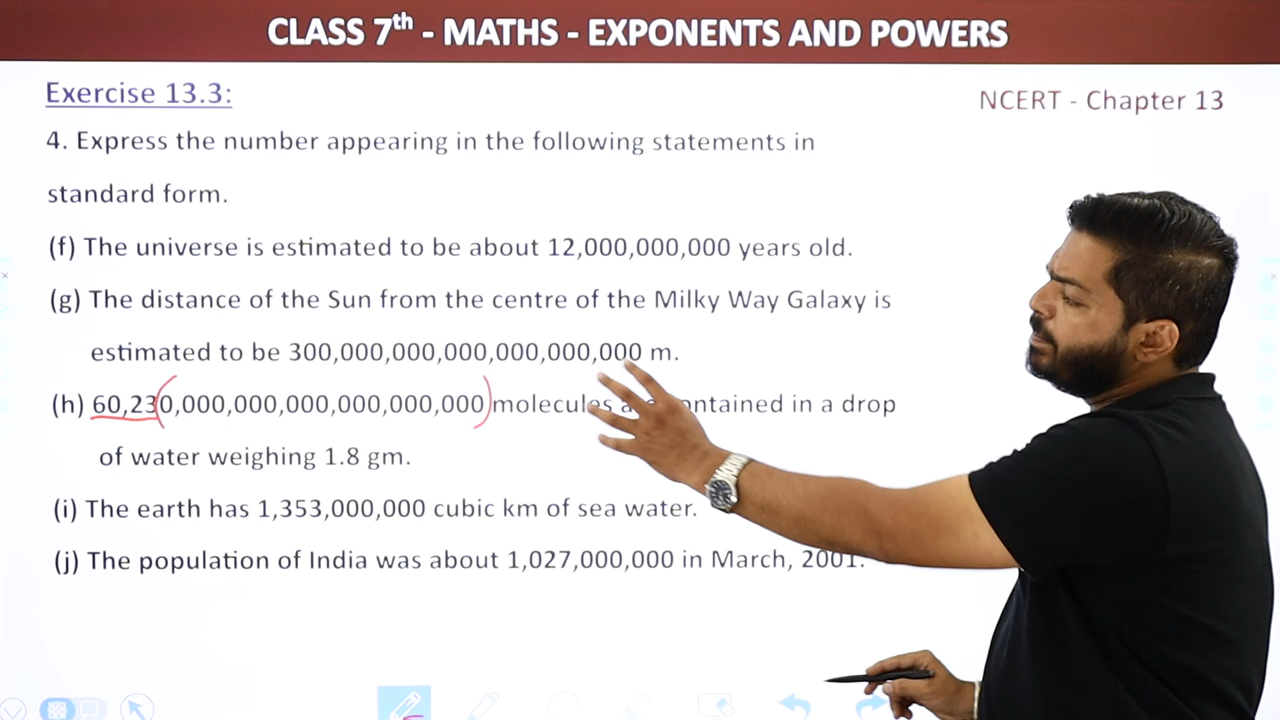 CLASS 7th - MATHS - EXPONENTS AND POWERS
Exercise 13.3:
NCERT - Chapter 13
4. Express the number appearing in the following statements in
standard form.
(f) The universe is estimated to be about 12,000,000,000 years old.
(g) The distance of the Sun from the centre of the Milky Way Galaxy is
estimated to be 300,000,000,000,000,000,000 m.
(h) 60,230,000,000,000,000,000,000 molecules are contained in a drop
of water weighing 1.8 gm.
(i) The earth has 1,353,000,000 cubic km of sea water.
(j) The population of India was about 1,027,000,000 in March, 2001.